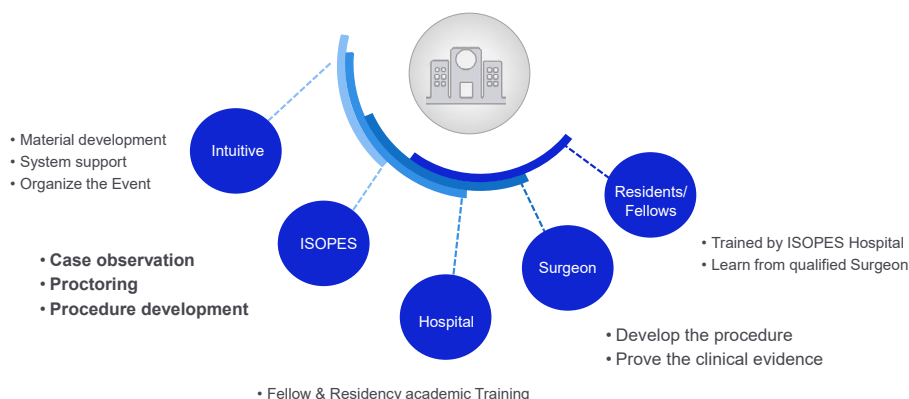 Intuitive
• Material development
• System support
• Organize the Event
ISOPES
• Case observation
• Proctoring
• Procedure development
Hospital
• Fellow & Residency academic Training
Surgeon
• Develop the procedure
• Prove the clinical evidence
Residents/
Fellows
• Trained by ISOPES Hospital
• Learn from qualified Surgeon